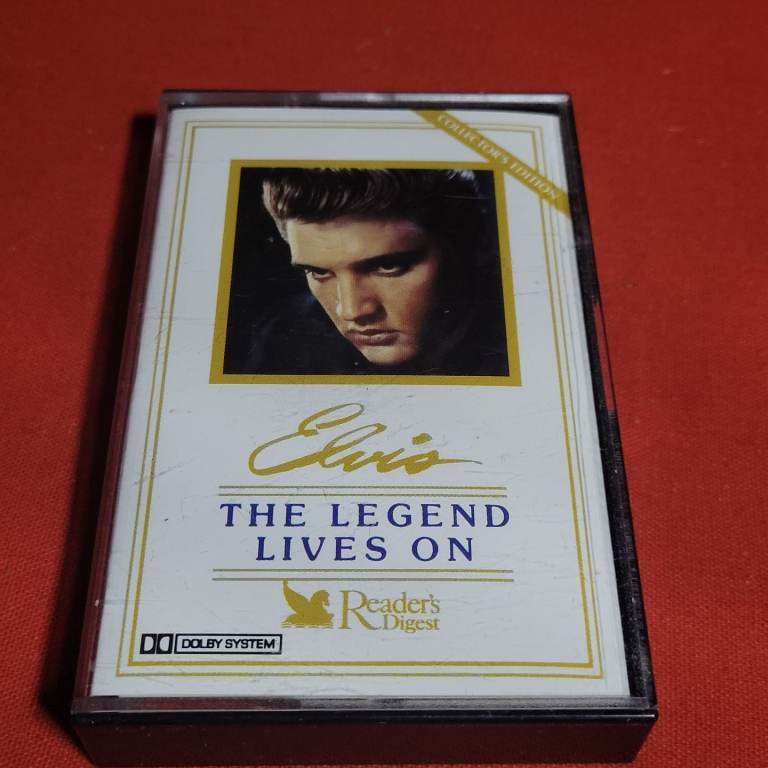 COLLECTOR'S EDITION
Elvis
THE LEGEND
LIVES ON
Reader's
Digest
DOLBY SYSTEM